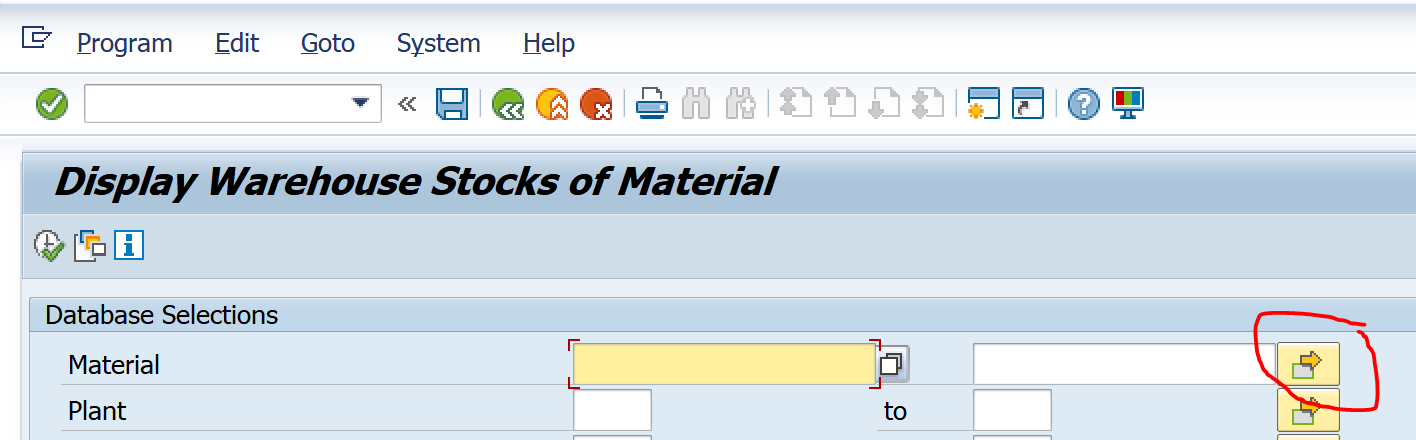 Program Edit Goto System Help
Display Warehouse Stocks of Material
Database Selections
Material
Plant to